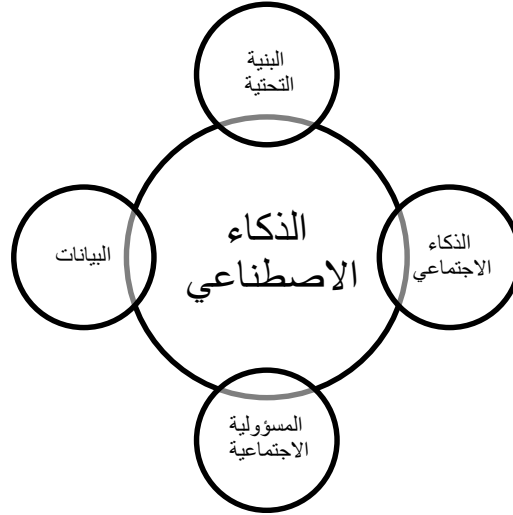 البنية
التحتية
الذكاء
الاصطناعي
الذكاء
الاجتماعي
البيانات
المسؤولية
الاجتماعية